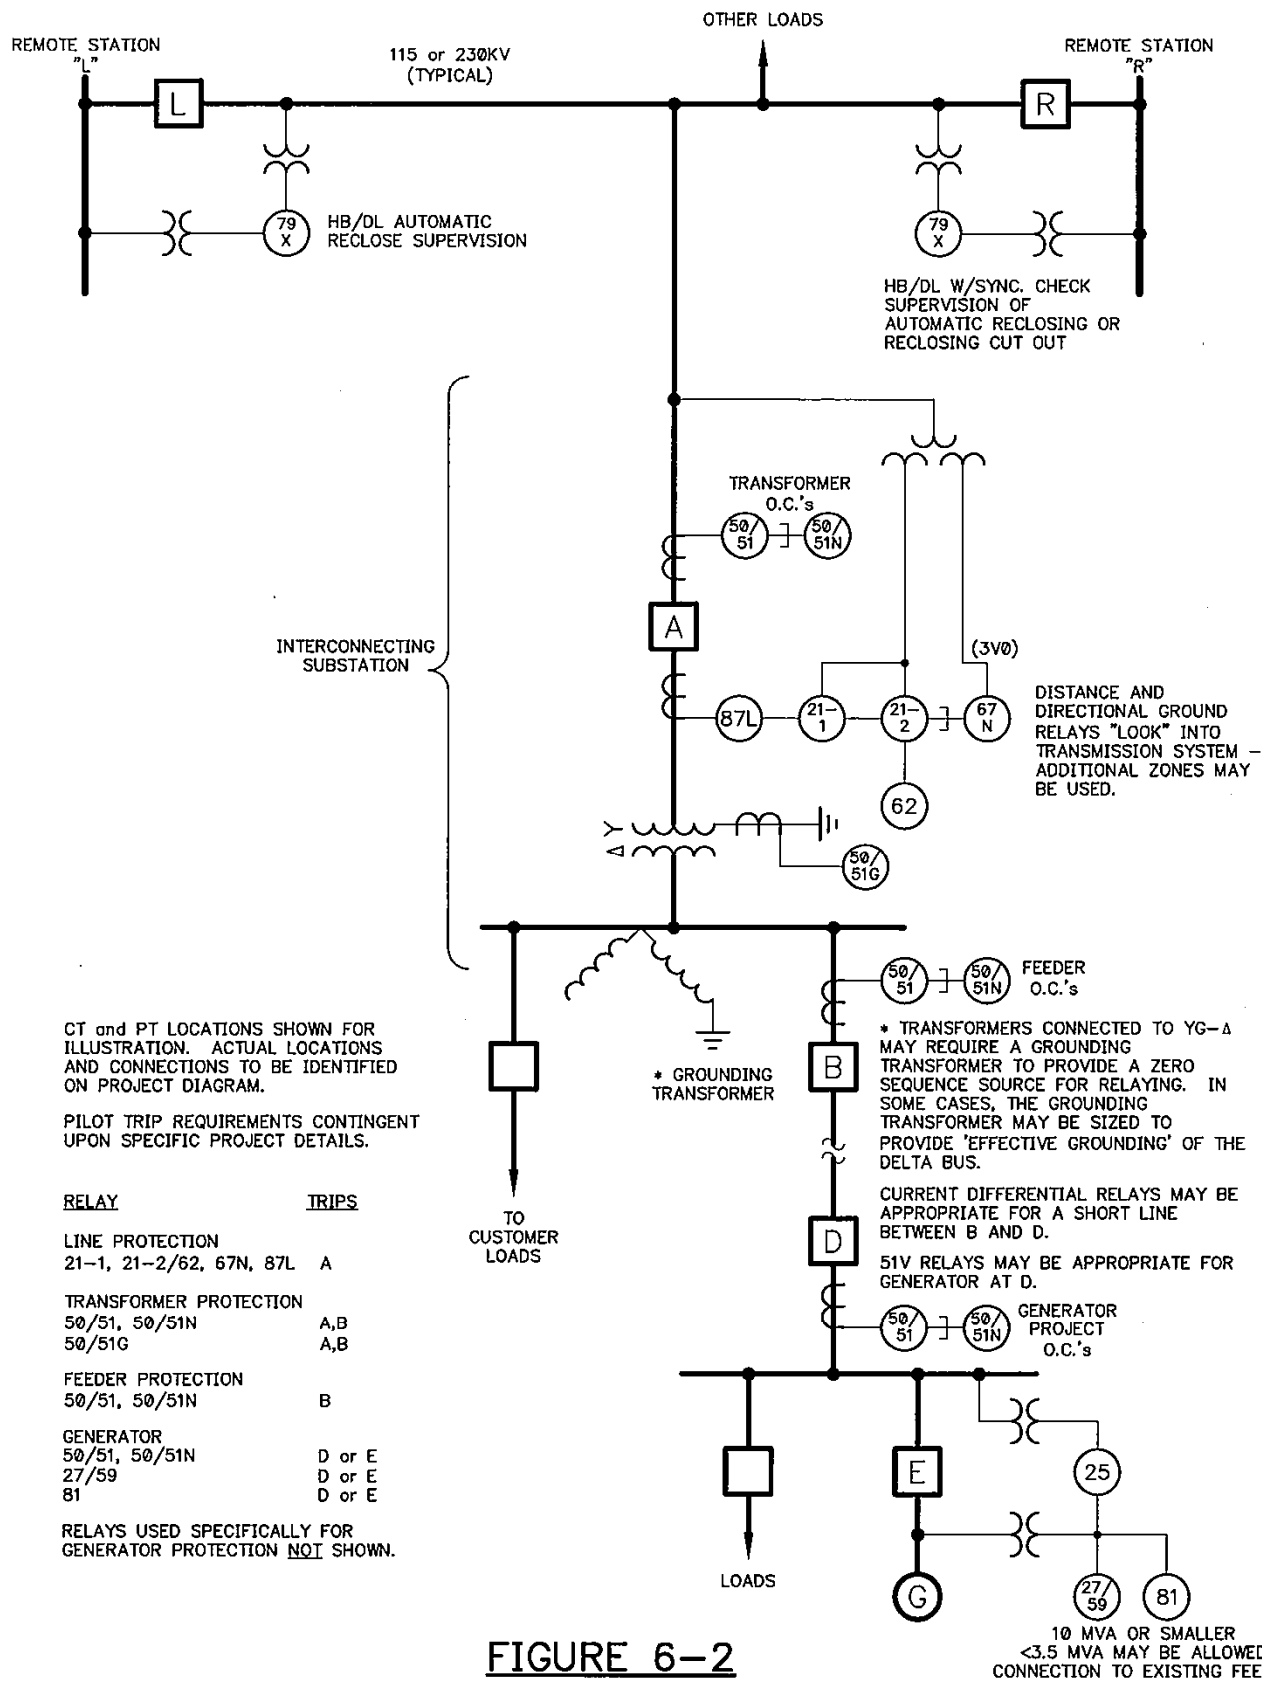 OTHER LOADS
REMOTE STATION
"L"
115 or 230KV
(TYPICAL)
REMOTE STATION
"R"
L
R
79
X
HB/DL AUTOMATIC
RECLOSE SUPERVISION
79
X
HB/DL W/SYNC. CHECK
SUPERVISION OF
AUTOMATIC RECLOSING OR
RECLOSING CUT OUT
TRANSFORMER
O.C.'s
50/
51
50/
51N
A
INTERCONNECTING
SUBSTATION
(3V0)
87L
21-
1
21-
2
67
N
62
DISTANCE AND
DIRECTIONAL GROUND
RELAYS "LOOK" INTO
TRANSMISSION SYSTEM -
ADDITIONAL ZONES MAY
BE USED.
Y
Δ
50/
51G
50/
51
50/
51N
FEEDER
O.C.'s
CT and PT LOCATIONS SHOWN FOR
ILLUSTRATION. ACTUAL LOCATIONS
AND CONNECTIONS TO BE IDENTIFIED
ON PROJECT DIAGRAM.
PILOT TRIP REQUIREMENTS CONTINGENT
UPON SPECIFIC PROJECT DETAILS.
* GROUNDING
TRANSFORMER
B
* TRANSFORMERS CONNECTED TO YG-Δ
MAY REQUIRE A GROUNDING
TRANSFORMER TO PROVIDE A ZERO
SEQUENCE SOURCE FOR RELAYING. IN
SOME CASES, THE GROUNDING
TRANSFORMER MAY BE SIZED TO
PROVIDE 'EFFECTIVE GROUNDING' OF THE
DELTA BUS.
CURRENT DIFFERENTIAL RELAYS MAY BE
APPROPRIATE FOR A SHORT LINE
BETWEEN B AND D.
51V RELAYS MAY BE APPROPRIATE FOR
GENERATOR AT D.
TO
CUSTOMER
LOADS
D
50/
51
50/
51N
GENERATOR
PROJECT
O.C.'s
RELAY TRIPS
LINE PROTECTION
21-1, 21-2/62, 67N, 87L A
TRANSFORMER PROTECTION
50/51, 50/51N A,B
50/51G A,B
FEEDER PROTECTION
50/51, 50/51N B
GENERATOR
50/51, 50/51N D or E
27/59 D or E
81 D or E
RELAYS USED SPECIFICALLY FOR
GENERATOR PROTECTION NOT SHOWN.
E
25
LOADS
G
27/
59
81
10 MVA OR SMALLER
<3.5 MVA MAY BE ALLOWED
CONNECTION TO EXISTING FEE
FIGURE 6-2